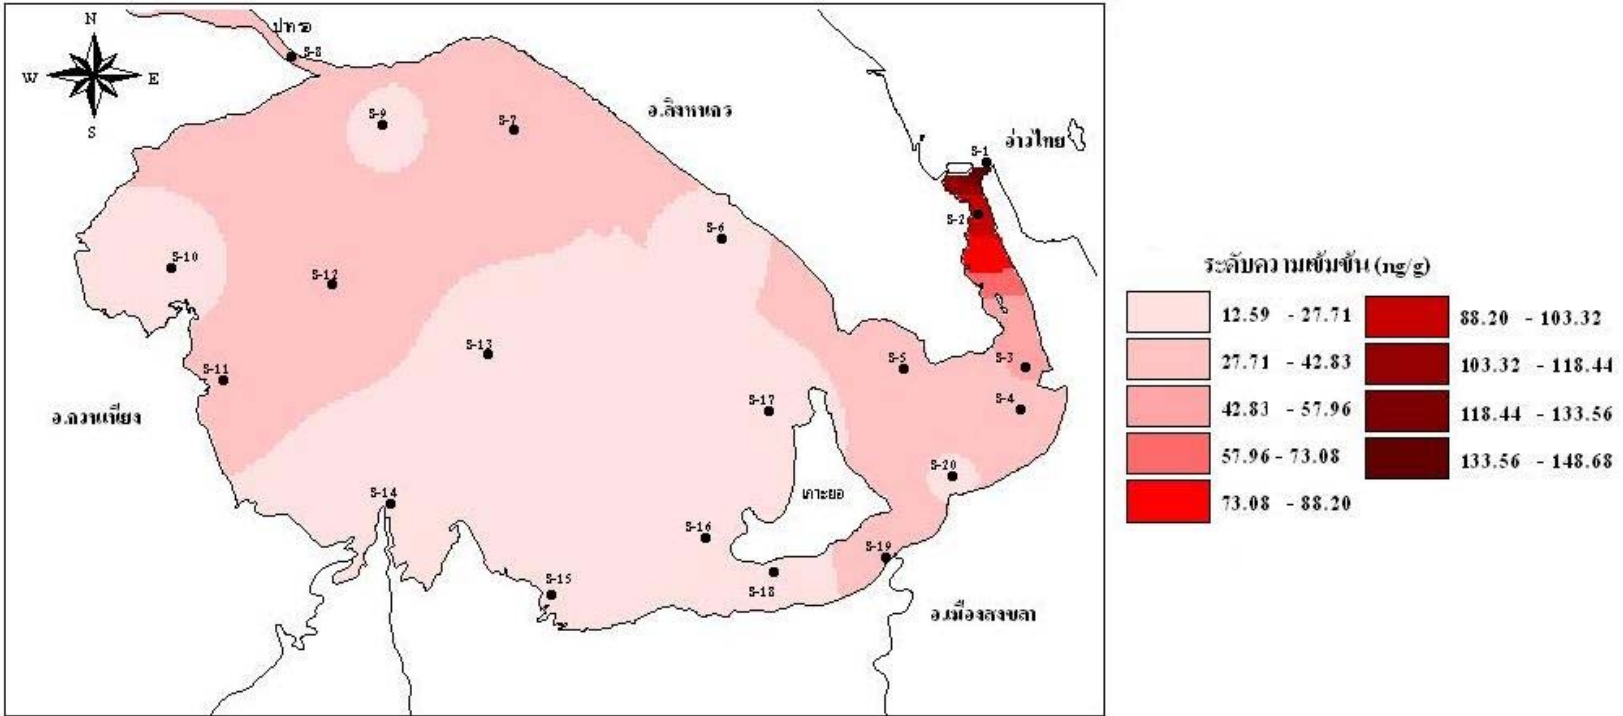 N
ปากรอ
S-8
W
E
S
S-9
S-7
อ.สิงหนคร
อ่าวไทย
S-1
S-2
S-6
S-10
S-12
S-13
S-11
S-5
S-3
S-4
S-17
อ.ควนเนียง
S-20
S-14
เกาะยอ
S-16
S-19
S-15
S-18
อ.เมืองสงขลา
ระดับความเข้มข้น (ng/g)
12.59 - 27.71
27.71 - 42.83
42.83 - 57.96
57.96 - 73.08
73.08 - 88.20
88.20 - 103.32
103.32 - 118.44
118.44 - 133.56
133.56 - 148.68